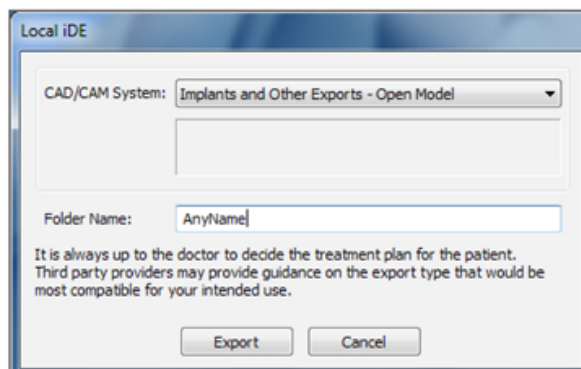 Local iDE
CAD/CAM System: Implants and Other Exports - Open Model
Folder Name: AnyName
It is always up to the doctor to decide the treatment plan for the patient.
Third party providers may provide guidance on the export type that would be
most compatible for your intended use.
Export Cancel